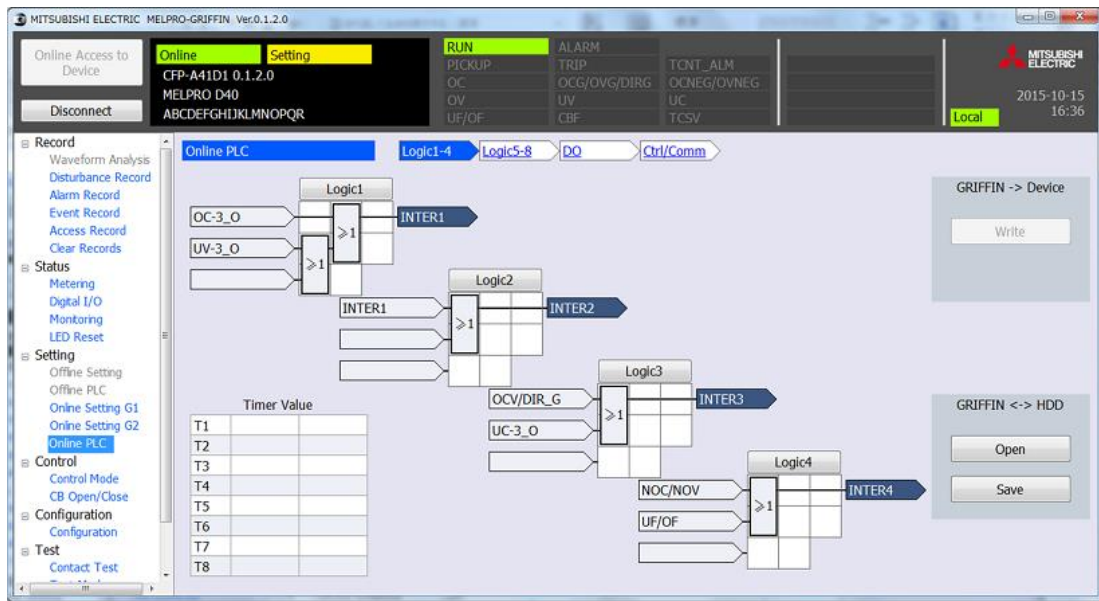 MITSUBISHI ELECTRIC MELPRO-GRIFFIN Ver.0.1.2.0
Online Access to
Device
Disconnect
Online Setting
CFP-A41D1 0.1.2.0
MELPRO D40
ABCDEFGHIJKLMNOPQR
RUN ALARM
PICKUP TRIP TCNT_ALM
OC OCG/OVG/DIRG OCNEG/OVNEG
OV UV UC
UF/OF CBF TCSV
MITSUBISHI
ELECTRIC
2015-10-15
Local 16:36
Record
Waveform Analysis
Disturbance Record
Alarm Record
Event Record
Access Record
Clear Records
Status
Metering
Digital I/O
Monitoring
LED Reset
Setting
Offline Setting
Offline PLC
Online Setting G1
Online Setting G2
Online PLC
Control
Control Mode
CB Open/Close
Configuration
Configuration
Test
Contact Test
Online PLC Logic1-4 Logic5-8 DO Ctrl/Comm
Logic1
OC-3_O ≥1 INTER1
UV-3_O ≥1
Logic2
INTER1 ≥1 INTER2
Logic3
OCV/DIR_G ≥1 INTER3
UC-3_O
Logic4
NOC/NOV ≥1 INTER4
UF/OF
Timer Value
T1
T2
T3
T4
T5
T6
T7
T8
GRIFFIN -> Device
Write
GRIFFIN <-> HDD
Open
Save